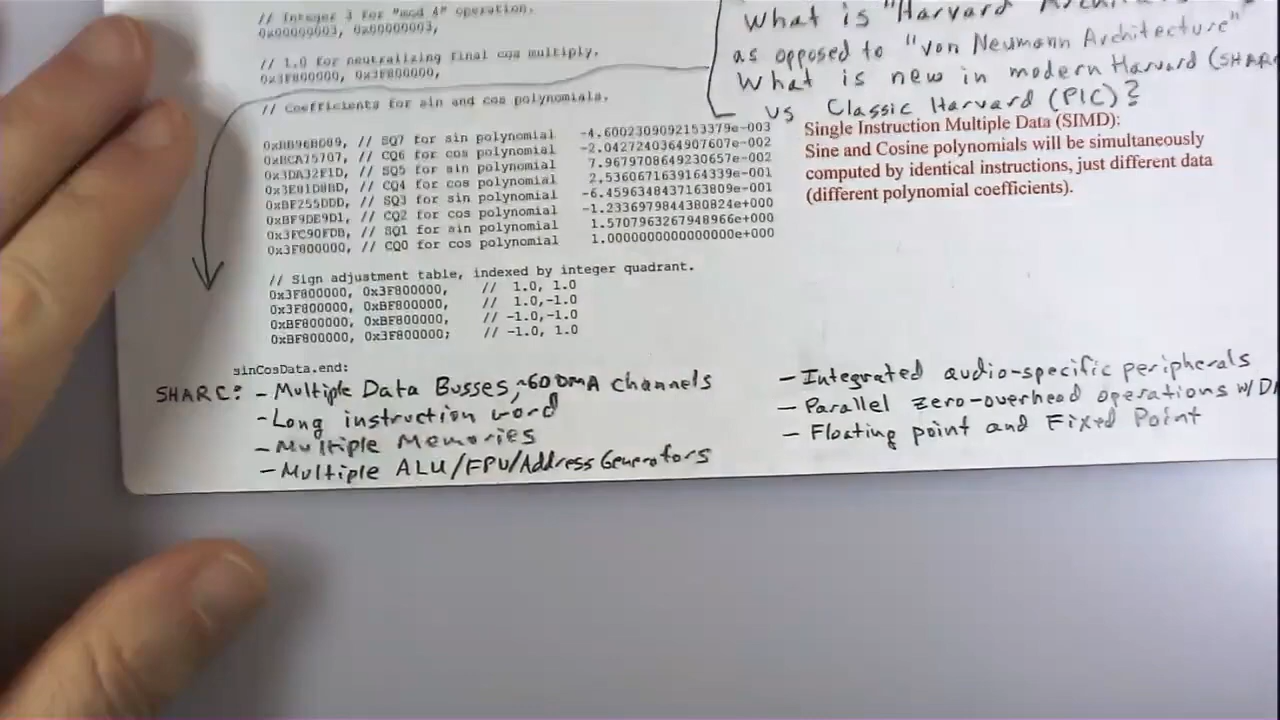 // Integer 3 for "mod 4" operation.
0x00000003, 0x00000003,
// 1.0 for neutralizing final cos multiply.
0x3F800000, 0x3F800000,
// Coefficients for sin and cos polynomials.
What is "Harvard
as opposed to "von Neumann Architecture"
What is new in modern Harvard (SHAR
vs Classic Harvard (PIC)?
// SQ7 for sin polynomial -4.6002309092153379e-003
0xBCA75707, // CQ6 for cos polynomial -2.0427240364907607e-002
0x3DA32F1D, // SQ5 for sin polynomial 7.9679708649230657e-002
0x3E81D8BD, // CQ4 for cos polynomial 2.5360671639164339e-001
0xBF255DDD, // SQ3 for sin polynomial -6.4596348437163809e-001
0xBF9DE9D1, // CQ2 for cos polynomial -1.2336979844380824e+000
0x3FC90FDB, // SQ1 for sin polynomial 1.5707963267948966e+000
0x3F800000, // CQ0 for cos polynomial 1.0000000000000000e+000
Single Instruction Multiple Data (SIMD):
Sine and Cosine polynomials will be simultaneously
computed by identical instructions, just different data
(different polynomial coefficients).
// Sign adjustment table, indexed by integer quadrant.
0x3F800000, 0x3F800000, // 1.0, 1.0
0x3F800000, 0xBF800000, // 1.0,-1.0
0xBF800000, 0xBF800000, // -1.0,-1.0
0xBF800000, 0x3F800000; // -1.0, 1.0
sinCosData.end:
SHARC: - Multiple Data Busses, ~60 DMA channels
- Long instruction word
- Multiple Memories
- Multiple ALU/FPU/Address Generators
- Integrated audio-specific peripherals
- Parallel zero-overhead operations w/D
- Floating point and Fixed Point